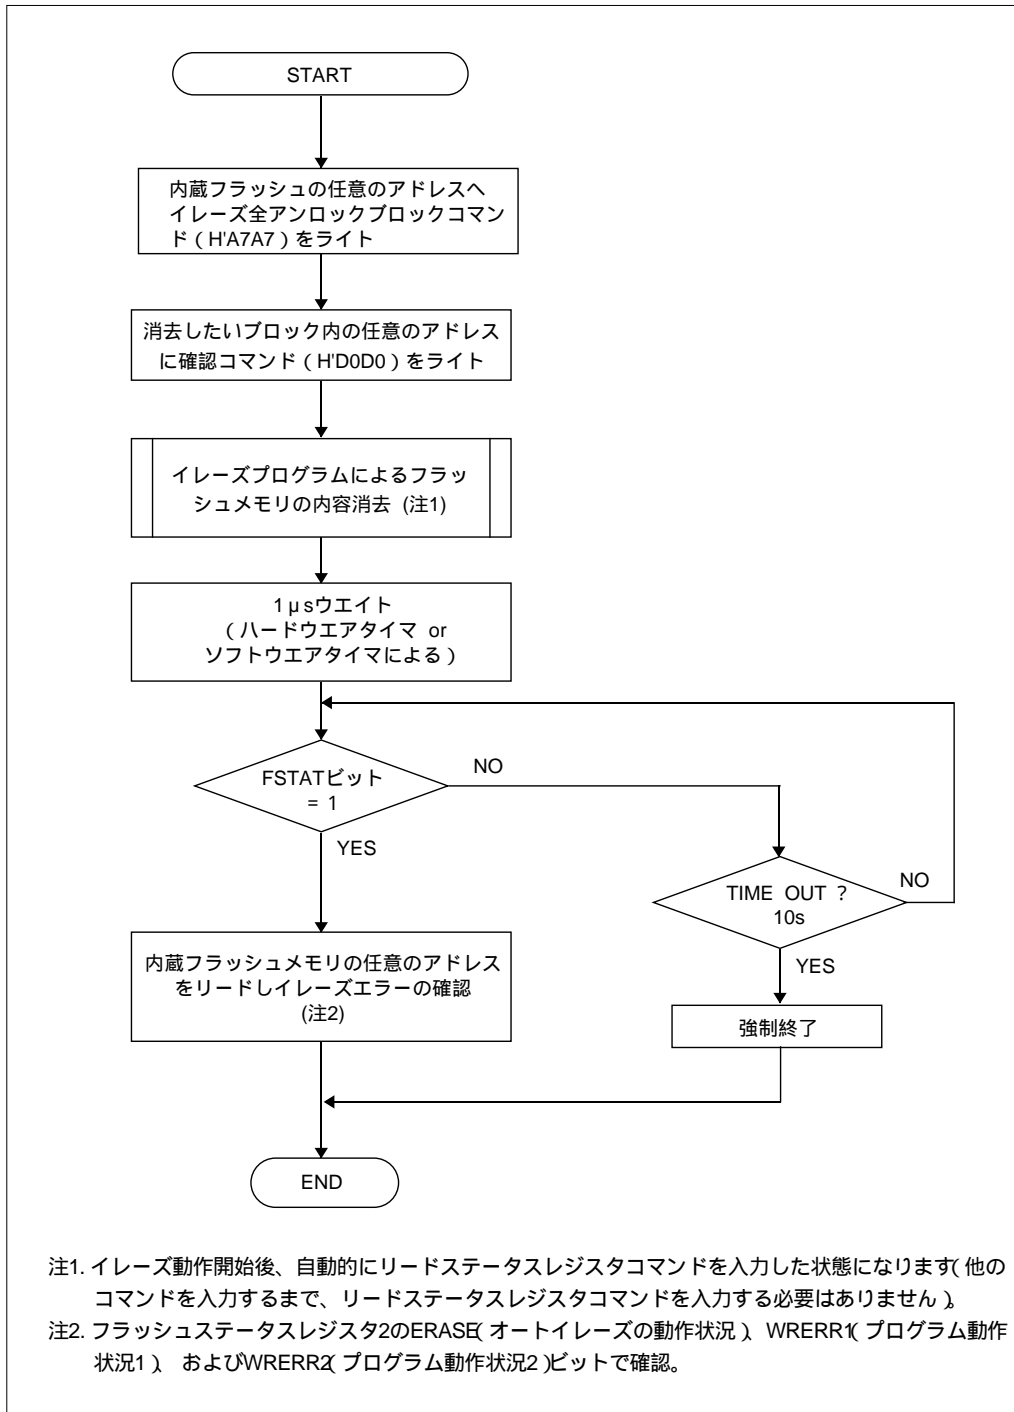 START
内蔵フラッシュの任意のアドレスへ
イレーズ全アンロックブロックコマン
ド（H'A7A7）をライト
消去したいブロック内の任意のアドレス
に確認コマンド（H'D0D0）をライト
イレーズプログラムによるフラッ
シュメモリの内容消去 (注1)
1μsウエイト
（ハードウエアタイマ or
ソフトウエアタイマによる）
FSTATビット
= 1
NO
YES
TIME OUT ?
10s
NO
YES
内蔵フラッシュメモリの任意のアドレス
をリードしイレーズエラーの確認
(注2)
強制終了
END
注1. イレーズ動作開始後、自動的にリードステータスレジスタコマンドを入力した状態になります（他の
コマンドを入力するまで、リードステータスレジスタコマンドを入力する必要はありません）。
注2. フラッシュステータスレジスタ2のERASE（オートイレーズの動作状況）、WRERR1（プログラム動作
状況1）、およびWRERR2（プログラム動作状況2）ビットで確認。